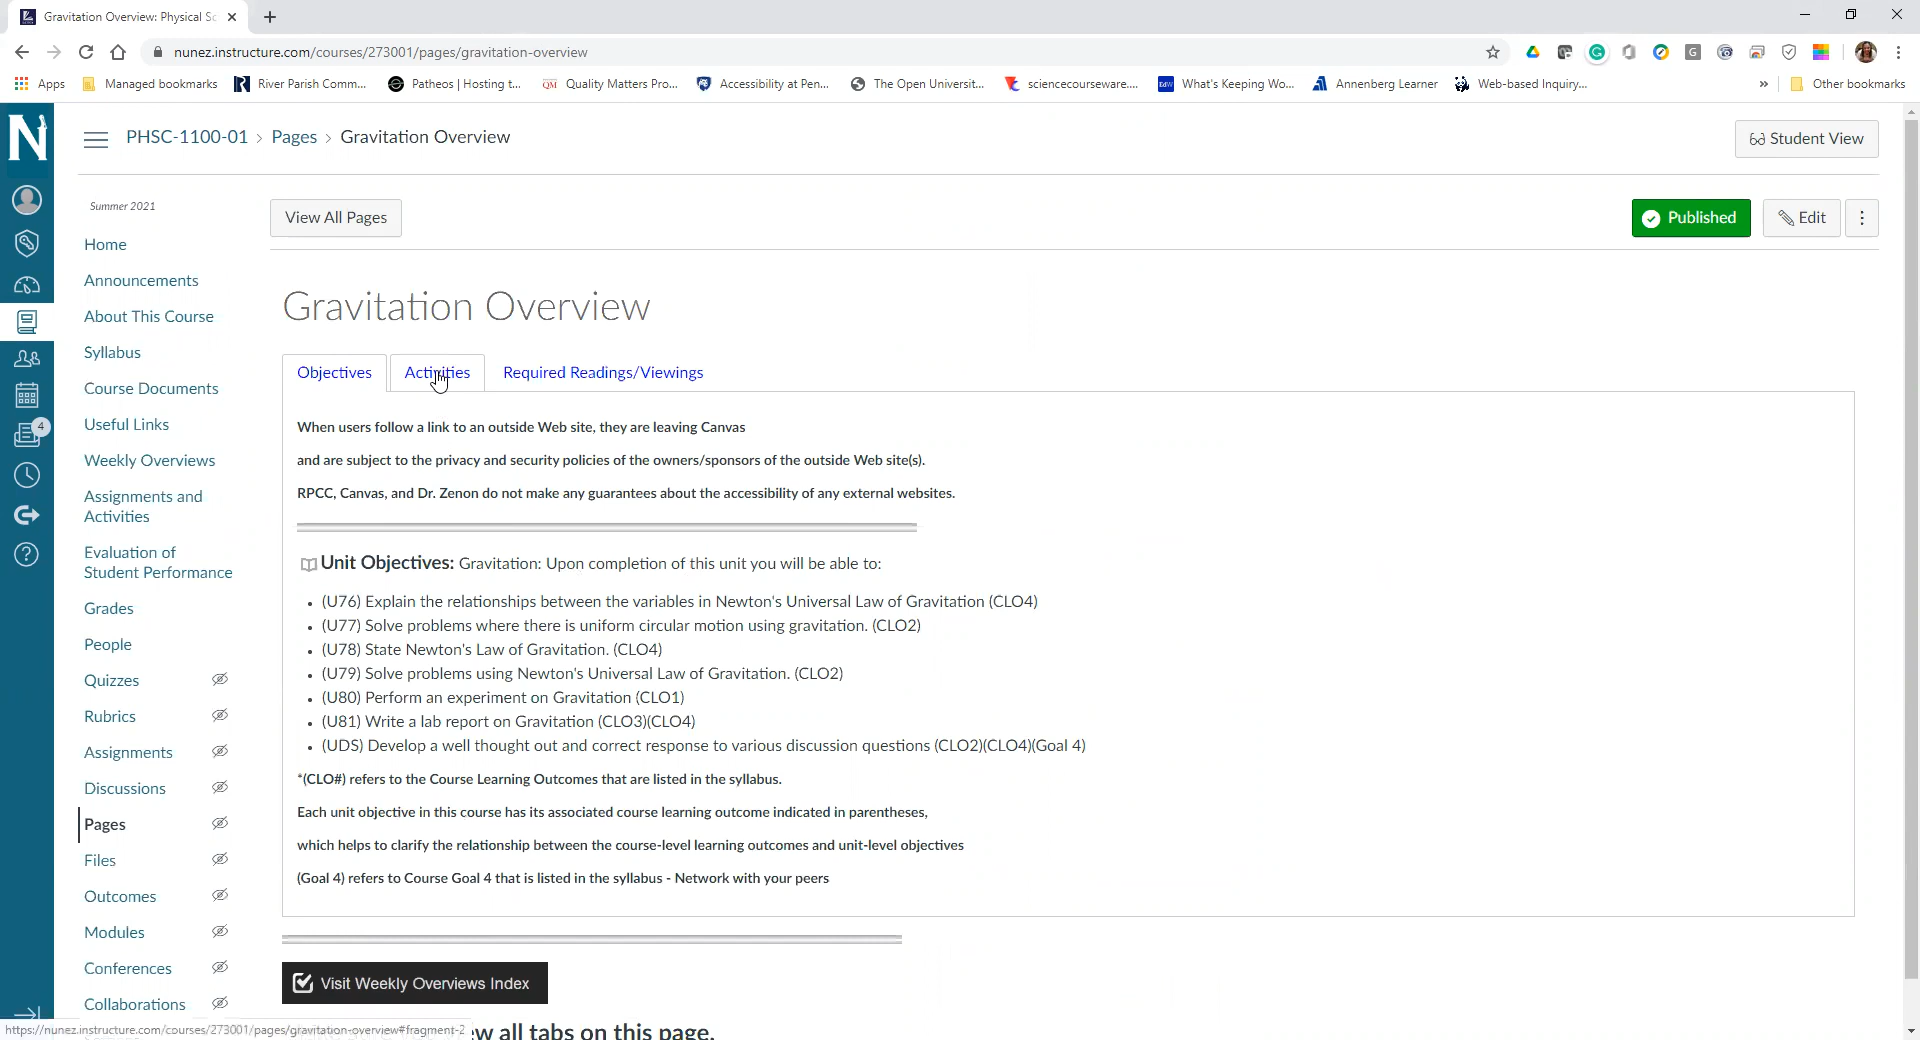 Gravitation Overview: Physical Sc
nunez.instructure.com/courses/273001/pages/gravitation-overview
Apps
Managed bookmarks
River Parish Comm...
Patheos | Hosting t...
QM
Quality Matters Pro...
Accessibility at Pen...
The Open Universit...
sciencecourseware....
EdW
What's Keeping Wo...
Annenberg Learner
Web-based Inquiry...
»
Other bookmarks
N
PHSC-1100-01 › Pages › Gravitation Overview
Student View
Summer 2021
View All Pages
Published
Edit
Home
Announcements
About This Course
Syllabus
Course Documents
Useful Links
Weekly Overviews
Assignments and
Activities
Evaluation of
Student Performance
Grades
People
Quizzes
Rubrics
Assignments
Discussions
Pages
Files
Outcomes
Modules
Conferences
Collaborations
4
Gravitation Overview
Objectives
Activities
Required Readings/Viewings
When users follow a link to an outside Web site, they are leaving Canvas
and are subject to the privacy and security policies of the owners/sponsors of the outside Web site(s).
RPCC, Canvas, and Dr. Zenon do not make any guarantees about the accessibility of any external websites.
Unit Objectives: Gravitation: Upon completion of this unit you will be able to:
• (U76) Explain the relationships between the variables in Newton's Universal Law of Gravitation (CLO4)
• (U77) Solve problems where there is uniform circular motion using gravitation. (CLO2)
• (U78) State Newton's Law of Gravitation. (CLO4)
• (U79) Solve problems using Newton's Universal Law of Gravitation. (CLO2)
• (U80) Perform an experiment on Gravitation (CLO1)
• (U81) Write a lab report on Gravitation (CLO3)(CLO4)
• (UDS) Develop a well thought out and correct response to various discussion questions (CLO2)(CLO4)(Goal 4)
*(CLO#) refers to the Course Learning Outcomes that are listed in the syllabus.
Each unit objective in this course has its associated course learning outcome indicated in parentheses,
which helps to clarify the relationship between the course-level learning outcomes and unit-level objectives
(Goal 4) refers to Course Goal 4 that is listed in the syllabus - Network with your peers
Visit Weekly Overviews Index
ew all tabs on this page.
https://nunez.instructure.com/courses/273001/pages/gravitation-overview#fragment-2